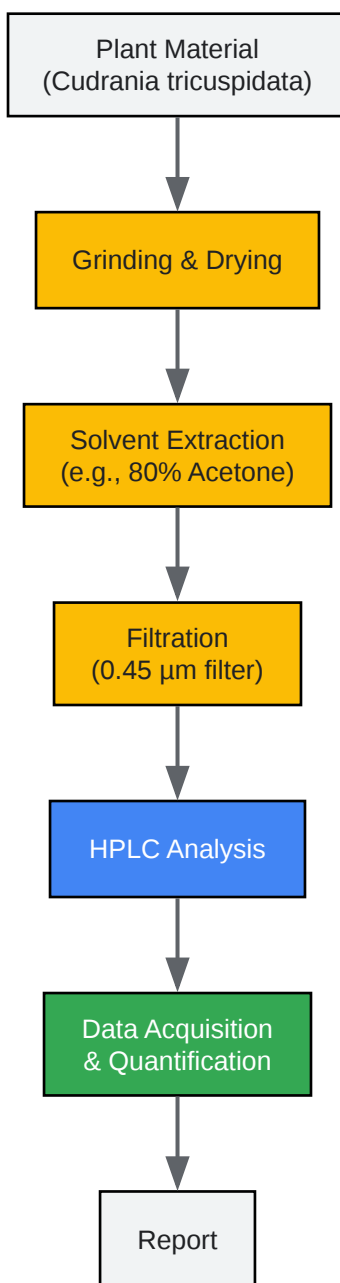 Plant Material
(Cudrania tricuspidata)
Grinding & Drying
Solvent Extraction
(e.g., 80% Acetone)
Filtration
(0.45 µm filter)
HPLC Analysis
Data Acquisition
& Quantification
Report